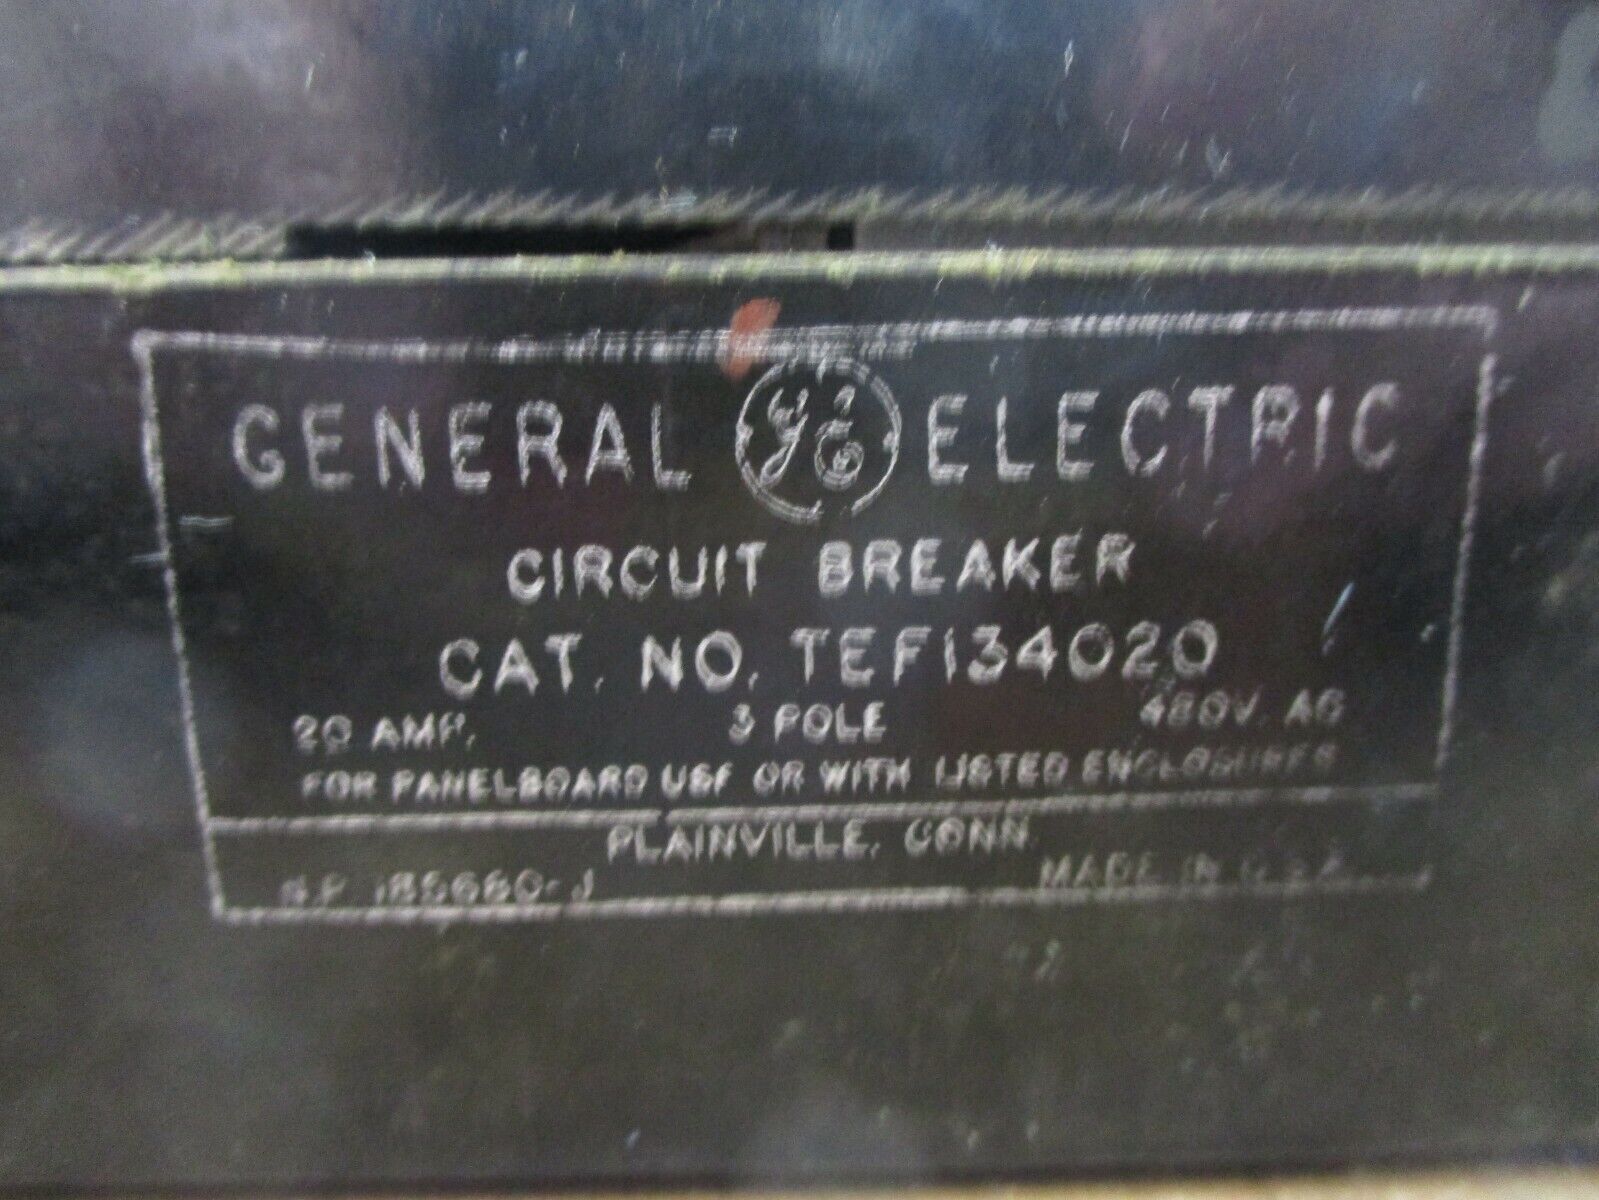 GENERAL GE ELECTRIC
CIRCUIT BREAKER
CAT. NO. TEF134020
20 AMP. 3 POLE 480V. AC
FOR PANELBOARD USE OR WITH LISTED ENCLOSURES
PLAINVILLE, CONN.
MADE IN U.S.A.